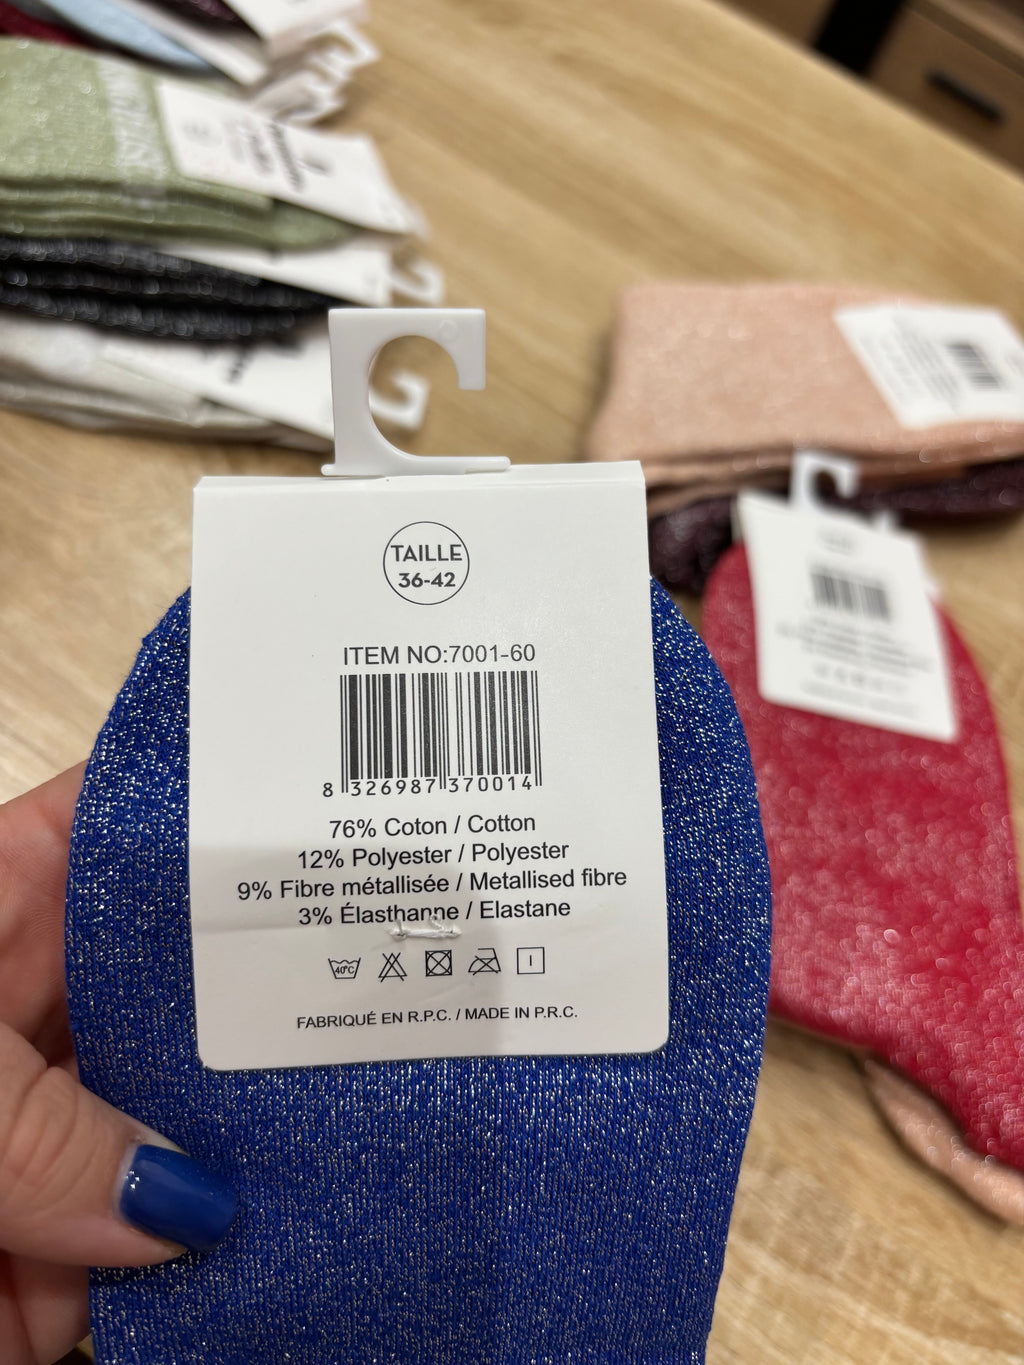 TAILLE
36-42
ITEM NO:7001-60
8 326987 370014
76% Coton / Cotton
12% Polyester / Polyester
9% Fibre métallisée / Metallised fibre
3% Élasthanne / Elastane
40°C
FABRIQUÉ EN R.P.C. / MADE IN P.R.C.